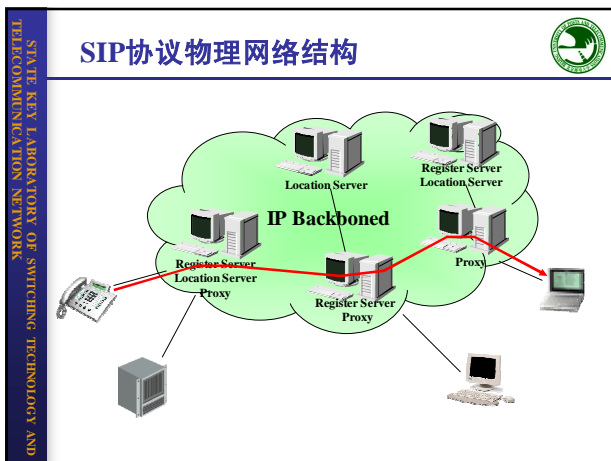 SIP协议物理网络结构
STATE KEY LABORATORY OF SWITCHING TECHNOLOGY AND
TELECOMMUNICATION NETWORK
Location Server
Register Server
Location Server
IP Backboned
Register Server
Location Server
Proxy
Register Server
Proxy
Proxy